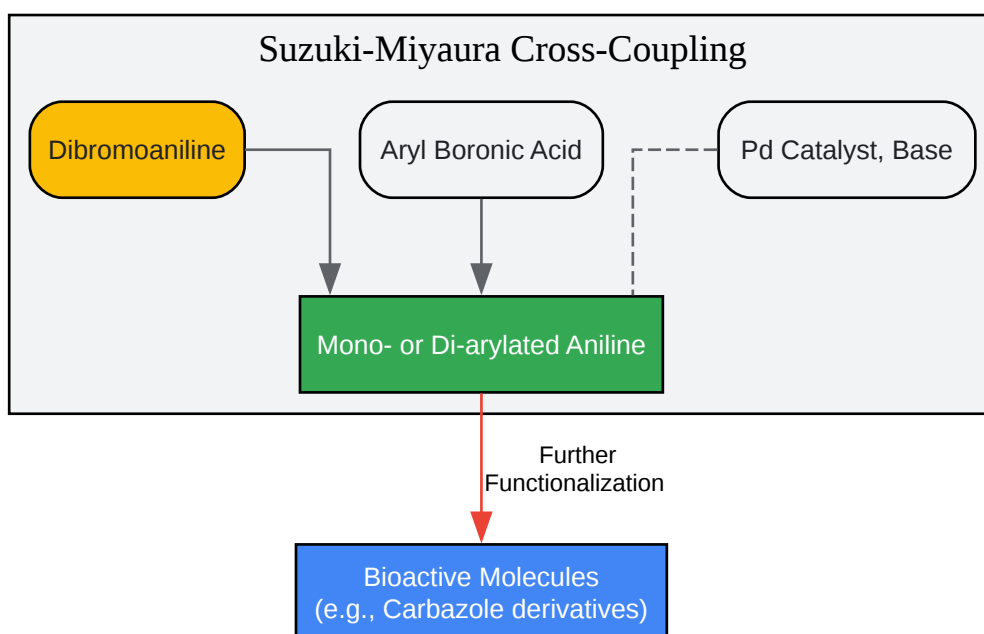 Suzuki-Miyaura Cross-Coupling
Dibromoaniline
Aryl Boronic Acid
Pd Catalyst, Base
Mono- or Di-arylated Aniline
Further
Functionalization
Bioactive Molecules
(e.g., Carbazole derivatives)